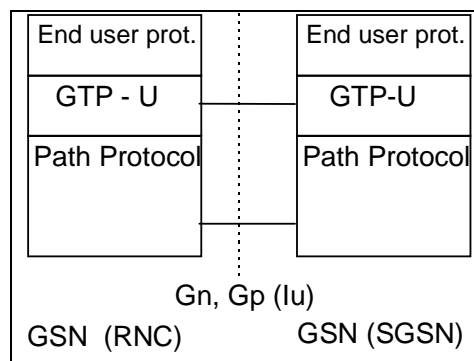 End user prot.
End user prot.
GTP - U
GTP-U
Path Protocol
Path Protocol
Gn, Gp (Iu)
GSN (RNC)
GSN (SGSN)